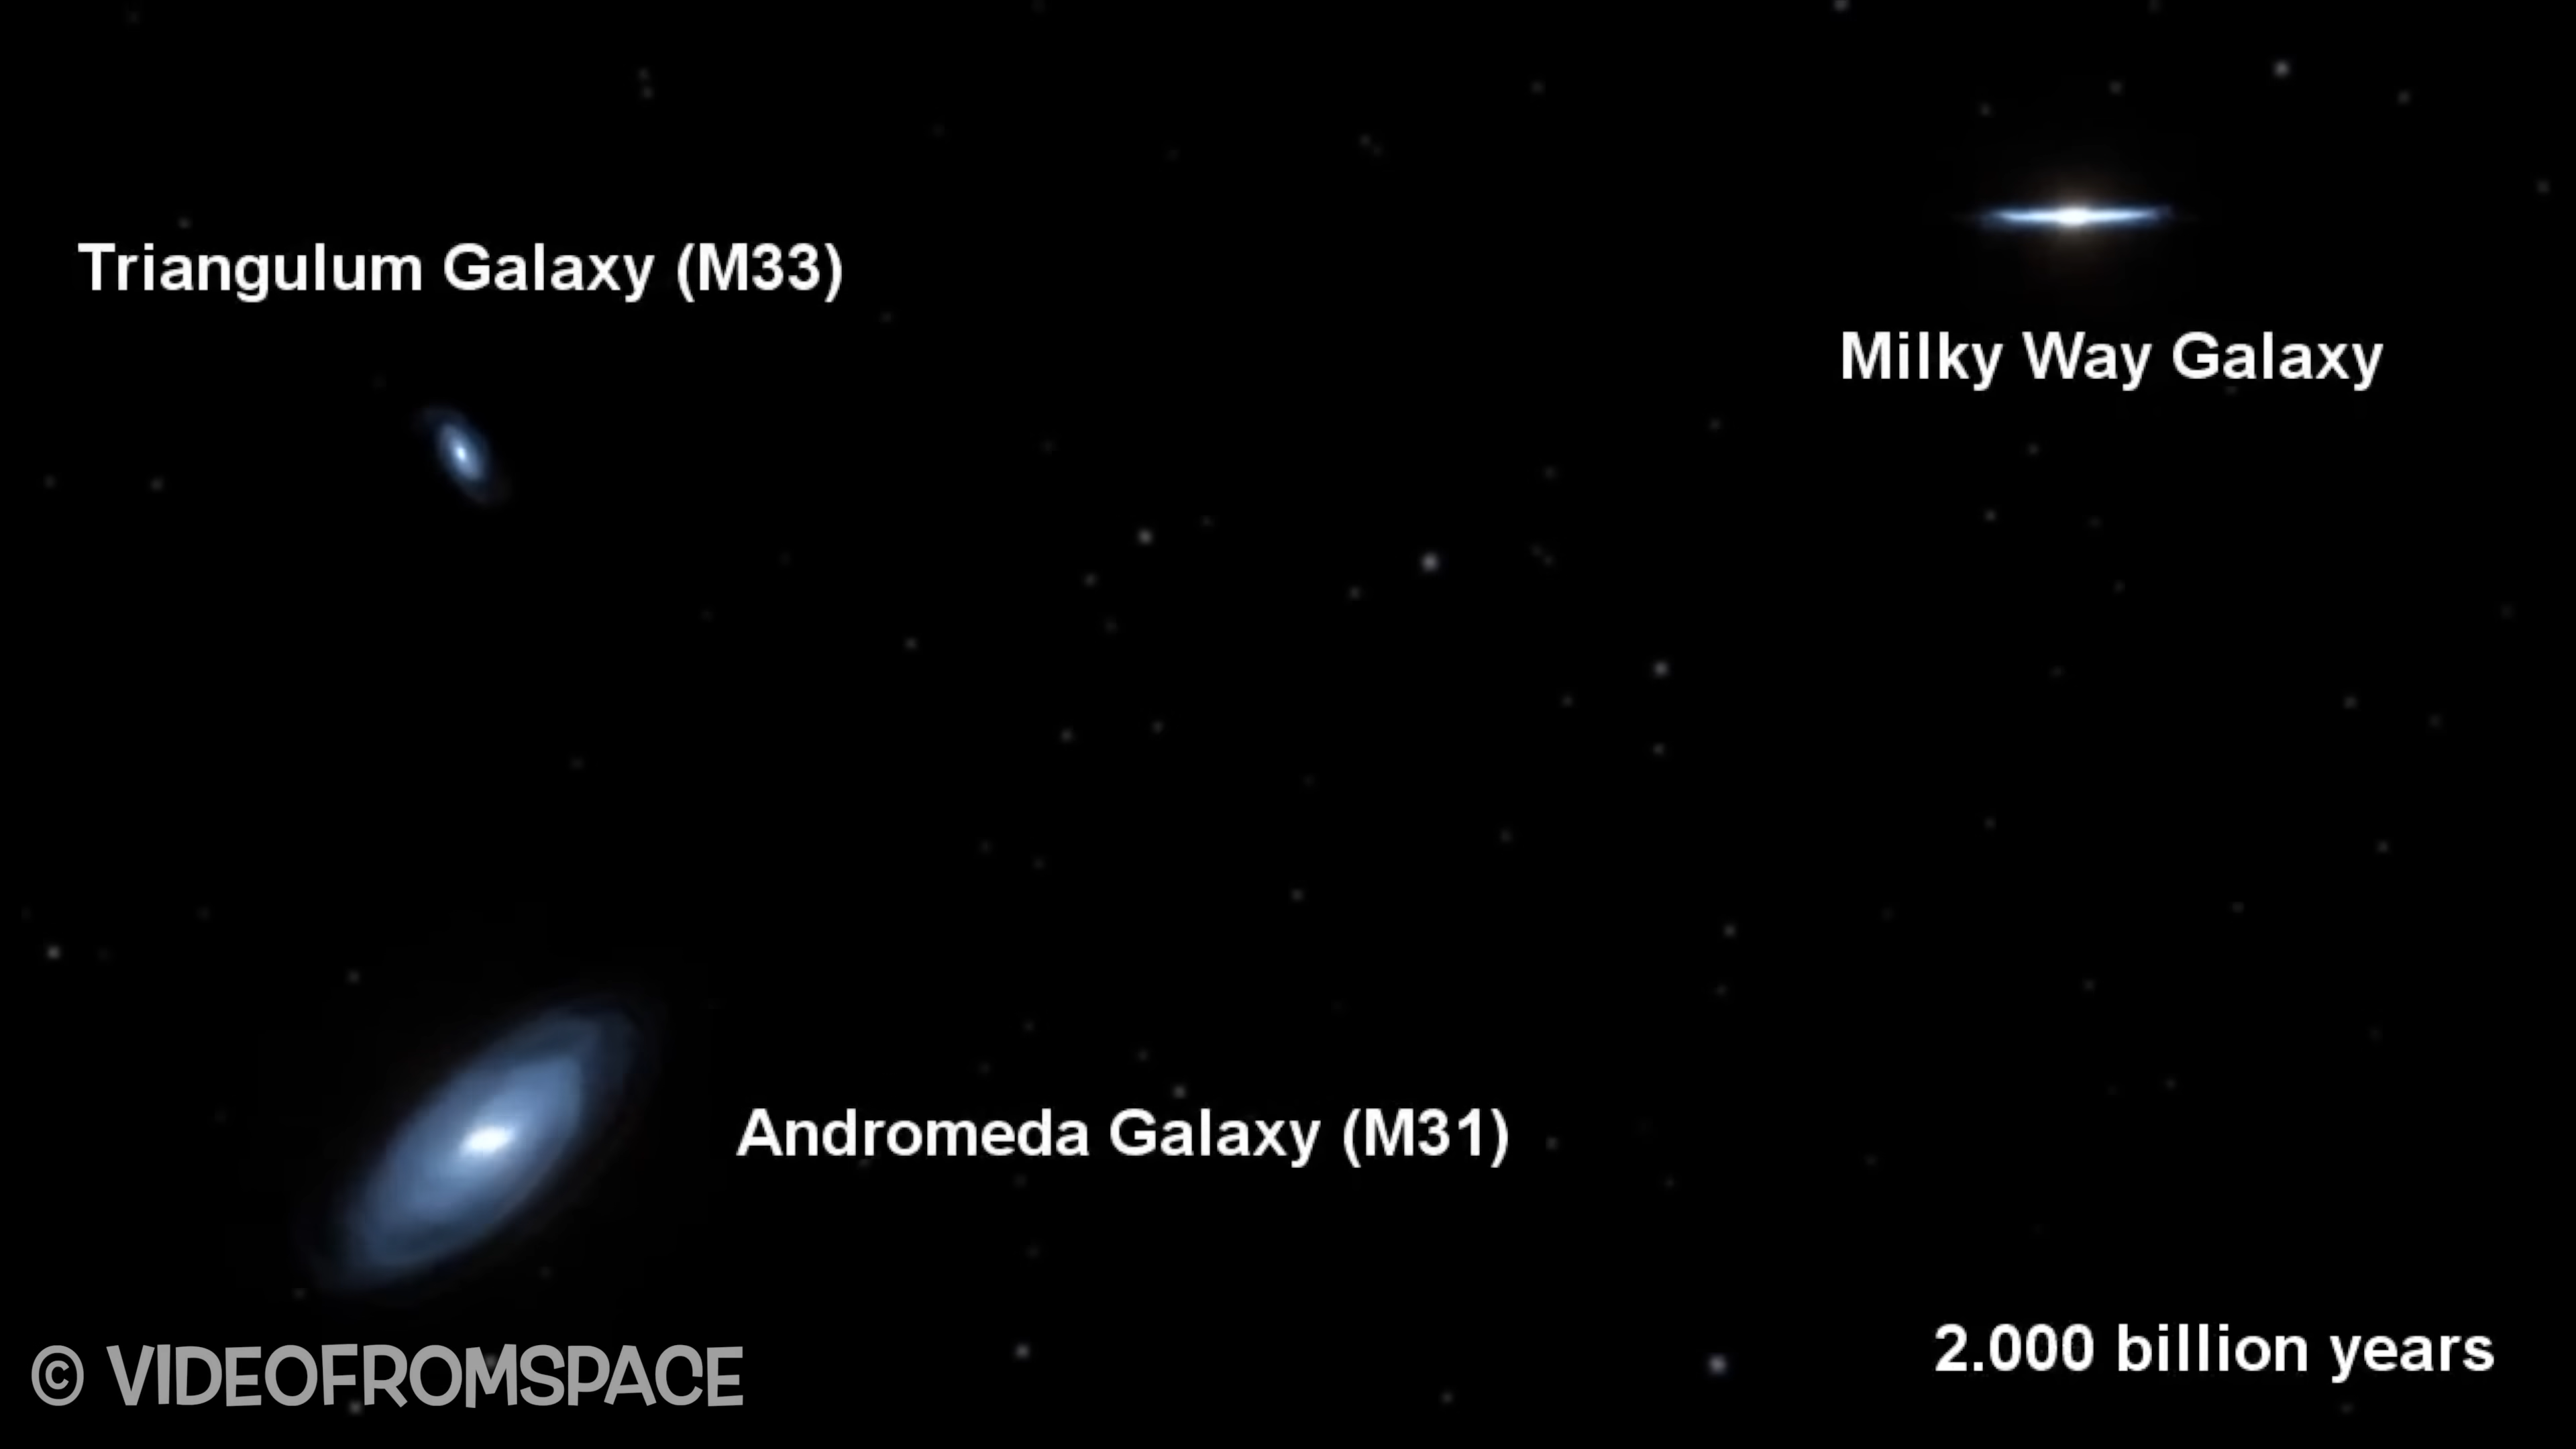 Triangulum Galaxy (M33)
Milky Way Galaxy
Andromeda Galaxy (M31)
2.000 billion years
© VIDEOFROMSPACE